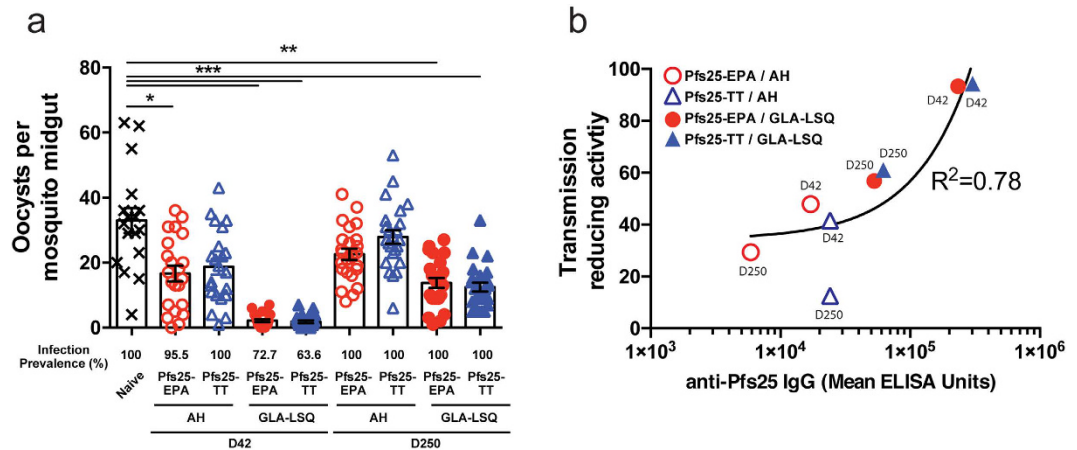 a
**
***
*
80
60
40
20
0
Oocysts per
mosquito midgut
Infection
Prevalence (%)
100 95.5 100 72.7 63.6 100 100 100 100
Naive
Pfs25-
EPA
Pfs25-
TT
Pfs25-
EPA
Pfs25-
TT
Pfs25-
EPA
Pfs25-
TT
Pfs25-
EPA
Pfs25-
TT
AH
GLA-LSQ
AH
GLA-LSQ
D42
D250
b
100
80
60
40
20
0
Transmission
reducing activtiy
Pfs25-EPA / AH
Pfs25-TT / AH
Pfs25-EPA / GLA-LSQ
Pfs25-TT / GLA-LSQ
D42
D42
D250
D250
R²=0.78
D42
D42
D250
D250
1×10³
1×10⁴
1×10⁵
1×10⁶
anti-Pfs25 IgG (Mean ELISA Units)